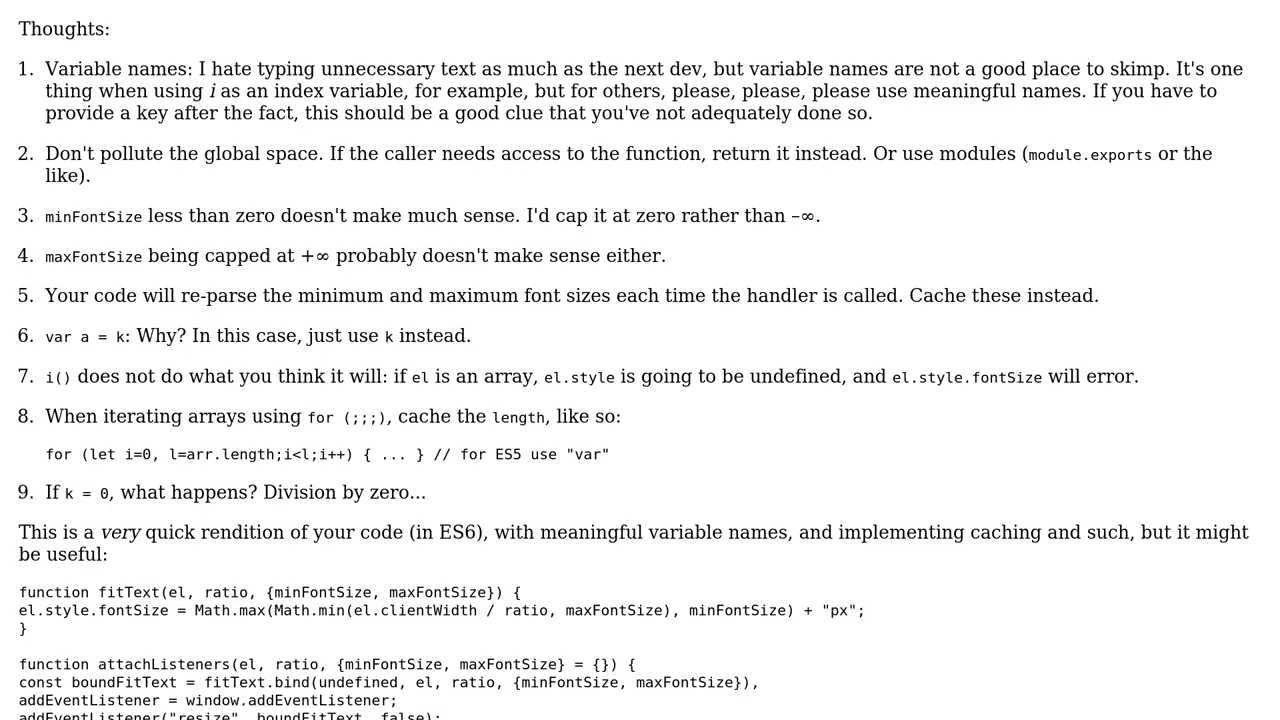 Thoughts:
1. Variable names: I hate typing unnecessary text as much as the next dev, but variable names are not a good place to skimp. It's one
thing when using i as an index variable, for example, but for others, please, please, please use meaningful names. If you have to
provide a key after the fact, this should be a good clue that you've not adequately done so.
2. Don't pollute the global space. If the caller needs access to the function, return it instead. Or use modules (module.exports or the
like).
3. minFontSize less than zero doesn't make much sense. I'd cap it at zero rather than −∞.
4. maxFontSize being capped at +∞ probably doesn't make sense either.
5. Your code will re-parse the minimum and maximum font sizes each time the handler is called. Cache these instead.
6. var a = k: Why? In this case, just use k instead.
7. i() does not do what you think it will: if el is an array, el.style is going to be undefined, and el.style.fontSize will error.
8. When iterating arrays using for (;;;), cache the length, like so:
for (let i=0, l=arr.length;i<l;i++) { ... } // for ES5 use "var"
9. If k = 0, what happens? Division by zero...
This is a very quick rendition of your code (in ES6), with meaningful variable names, and implementing caching and such, but it might
be useful:
function fitText(el, ratio, {minFontSize, maxFontSize}) {
el.style.fontSize = Math.max(Math.min(el.clientWidth / ratio, maxFontSize), minFontSize) + "px";
}
function attachListeners(el, ratio, {minFontSize, maxFontSize} = {}) {
const boundFitText = fitText.bind(undefined, el, ratio, {minFontSize, maxFontSize}),
addEventListener = window.addEventListener;
addEventListener("resize", boundFitText, false);